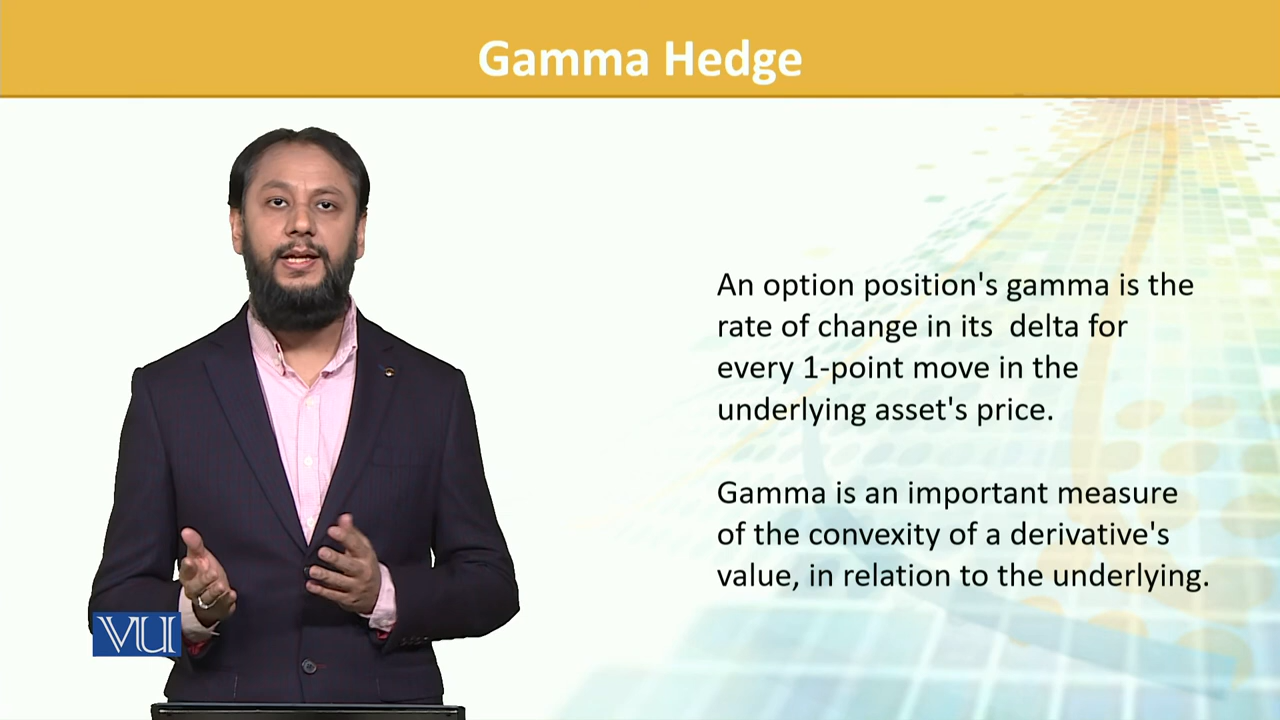 Gamma Hedge
An option position's gamma is the
rate of change in its  delta for
every 1-point move in the
underlying asset's price.
Gamma is an important measure
of the convexity of a derivative's
value, in relation to the underlying.
VU